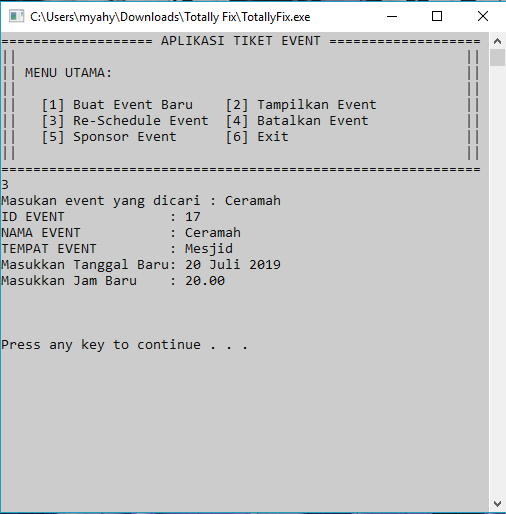 C:\Users\myahy\Downloads\Totally Fix\TotallyFix.exe
=================== APLIKASI TIKET EVENT ===================
||                                                        ||
|| MENU UTAMA:                                            ||
||                                                        ||
||   [1] Buat Event Baru    [2] Tampilkan Event           ||
||   [3] Re-Schedule Event  [4] Batalkan Event            ||
||   [5] Sponsor Event      [6] Exit                      ||
||                                                        ||
============================================================
3
Masukan event yang dicari : Ceramah
ID EVENT             : 17
NAMA EVENT           : Ceramah
TEMPAT EVENT         : Mesjid
Masukkan Tanggal Baru: 20 Juli 2019
Masukkan Jam Baru    : 20.00
Press any key to continue . . .